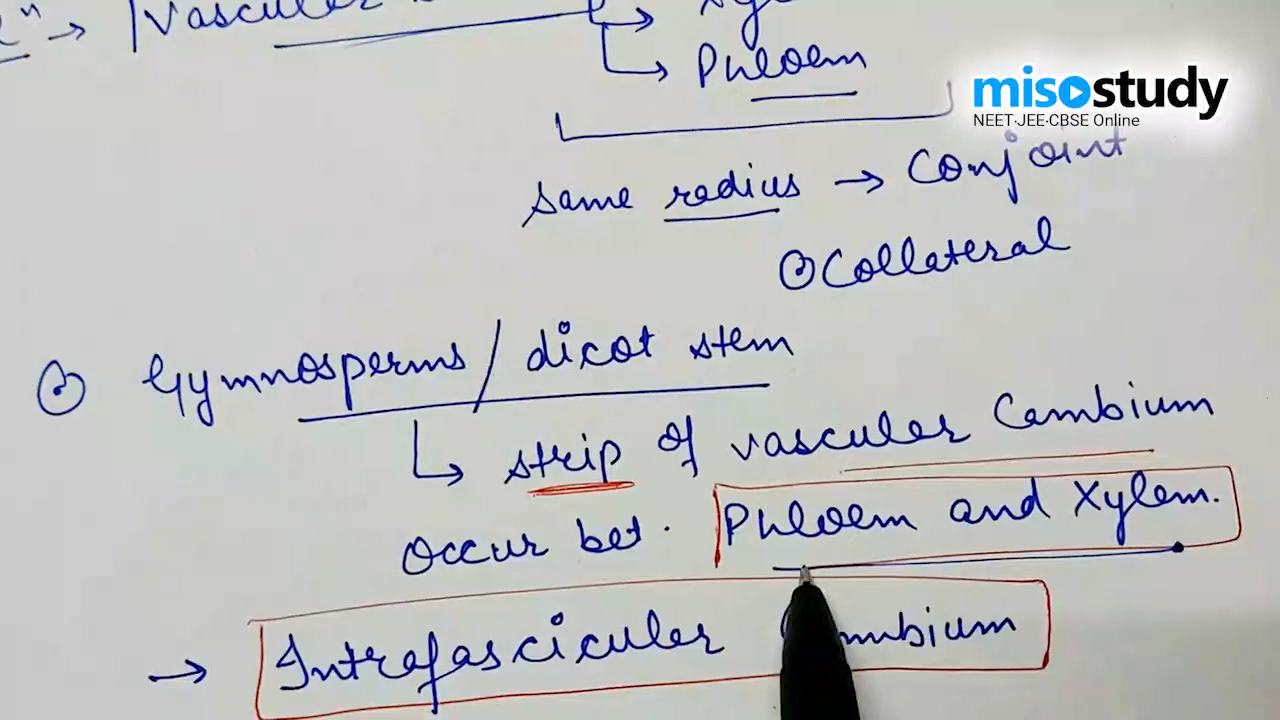 → Vascular
→ Phloem
misostudy
NEET·JEE·CBSE Online
same radius → Conjoint
Collateral
Gymnosperms / dicot stem
↳ strip of vascular Cambium
occur bet. Phloem and Xylem.
→ Intrafascicular Cambium